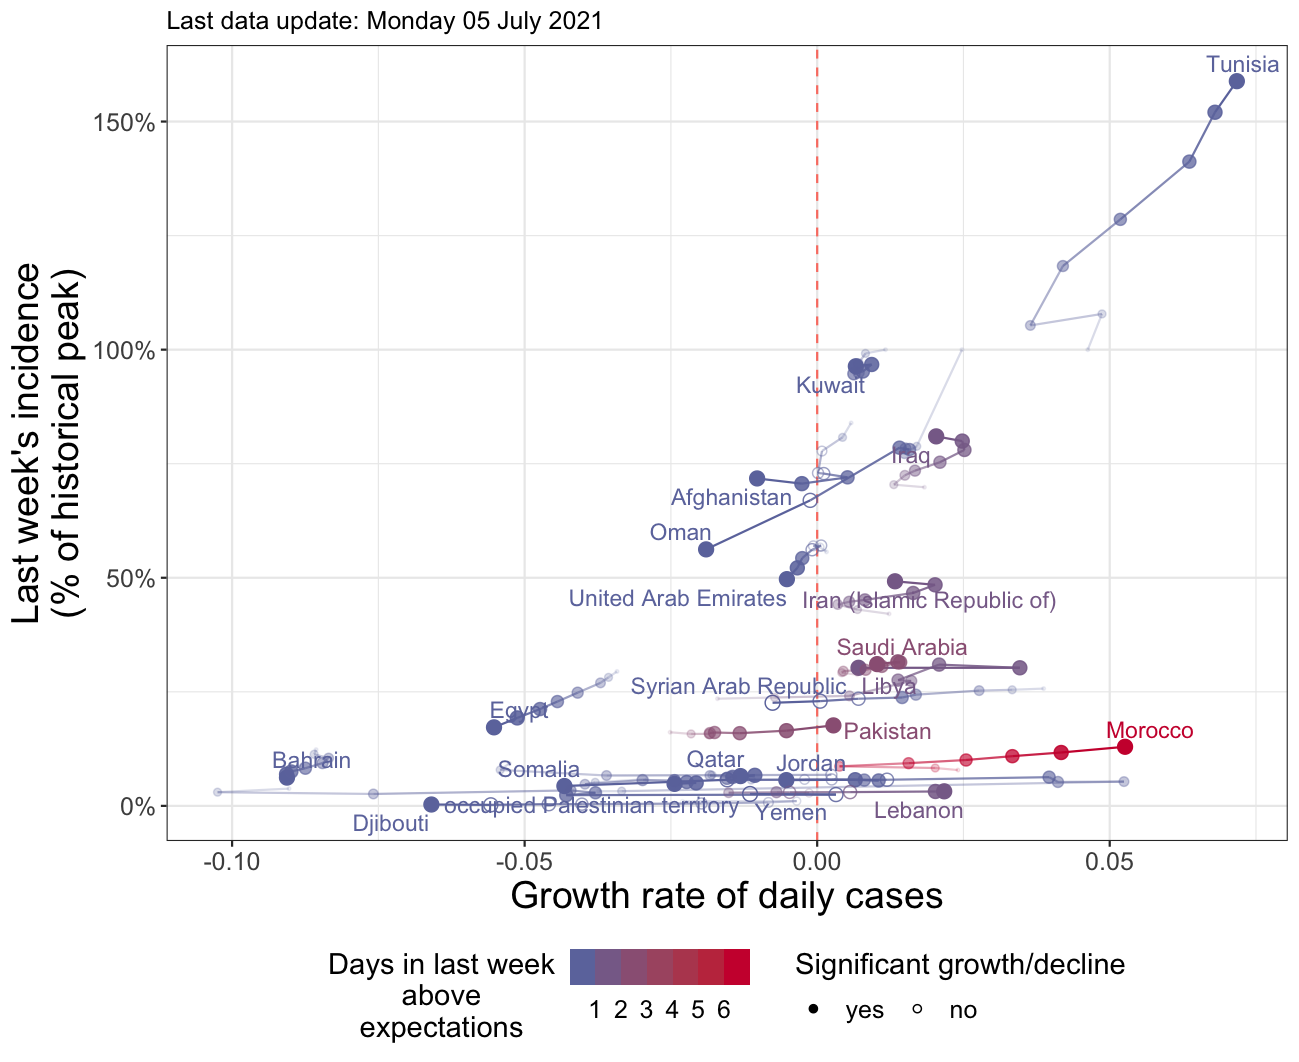 Last data update: Monday 05 July 2021
Last week's incidence
(% of historical peak)
150%
100%
50%
0%
Tunisia
Kuwait
Iraq
Afghanistan
Oman
United Arab Emirates
Iran (Islamic Republic of)
Saudi Arabia
Syrian Arab Republic
Libya
Egypt
Pakistan
Morocco
Bahrain
Qatar
Jordan
Somalia
occupied Palestinian territory
Yemen
Lebanon
Djibouti
-0.10
-0.05
0.00
0.05
Growth rate of daily cases
Days in last week
above
expectations
1 2 3 4 5 6
Significant growth/decline
yes no